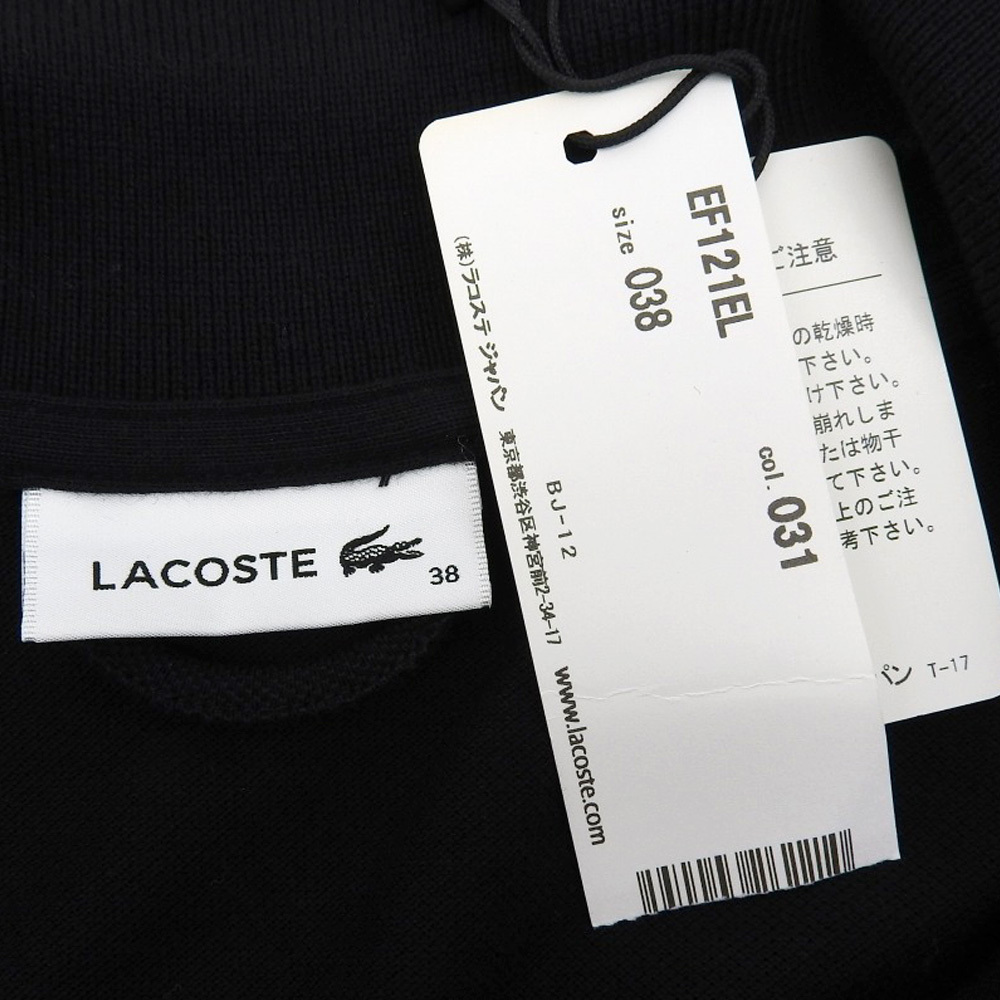 LACOSTE
38
EF121EL
size 038
col. 031
BJ-12
(株)ラコステ ジャパン 東京都渋谷区神宮前2-34-17 www.lacoste.com
ご注意
の乾燥時
下さい。
け下さい。
崩れしま
たは物干
て下さい。
上のご注
考下さい。
パン T-17